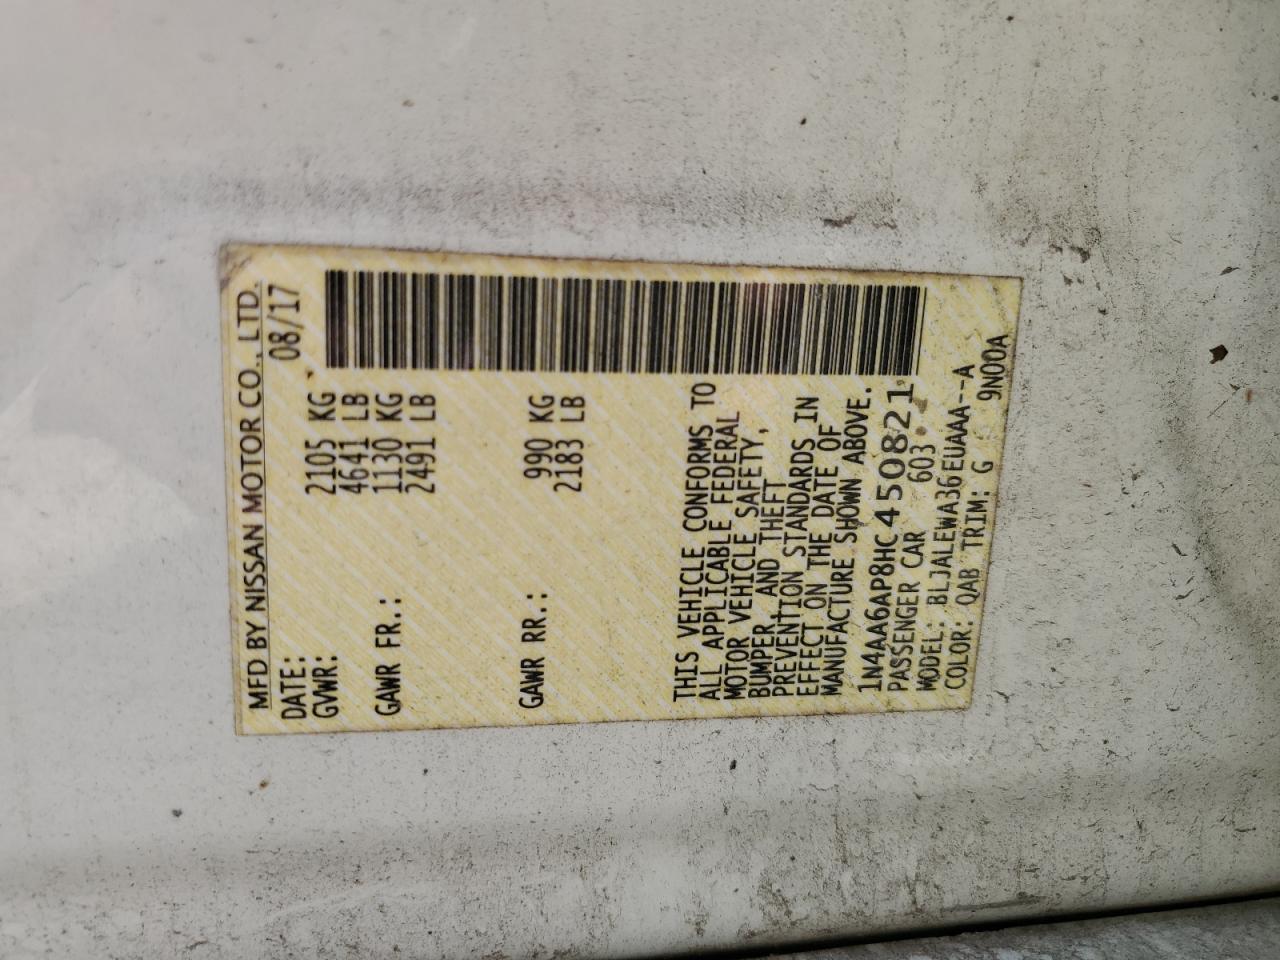 MFD BY NISSAN MOTOR CO., LTD.
DATE: 08/17
GVWR: 2105 KG
4641 LB
GAWR FR.: 1130 KG
2491 LB
GAWR RR.: 990 KG
2183 LB
THIS VEHICLE CONFORMS TO
ALL APPLICABLE FEDERAL
MOTOR VEHICLE SAFETY,
BUMPER, AND THEFT
PREVENTION STANDARDS IN
EFFECT ON THE DATE OF
MANUFACTURE SHOWN ABOVE.
1N4AA6AP8HC450821
PASSENGER CAR 603
MODEL: BLJALEWA36EUAAA--A
COLOR: QAB TRIM: G 9N00A